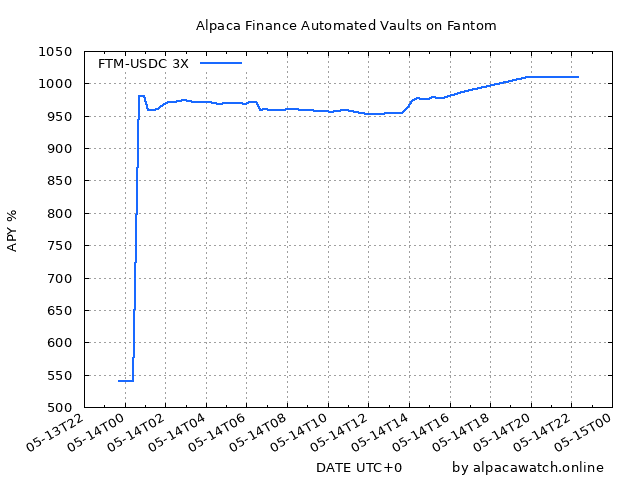 Alpaca Finance Automated Vaults on Fantom
FTM-USDC 3X
1050
1000
950
900
850
800
750
700
650
600
550
500
APY %
05-13T22
05-14T00
05-14T02
05-14T04
05-14T06
05-14T08
05-14T10
05-14T12
05-14T14
05-14T16
05-14T18
05-14T20
05-14T22
05-15T00
DATE UTC+0
by alpacawatch.online